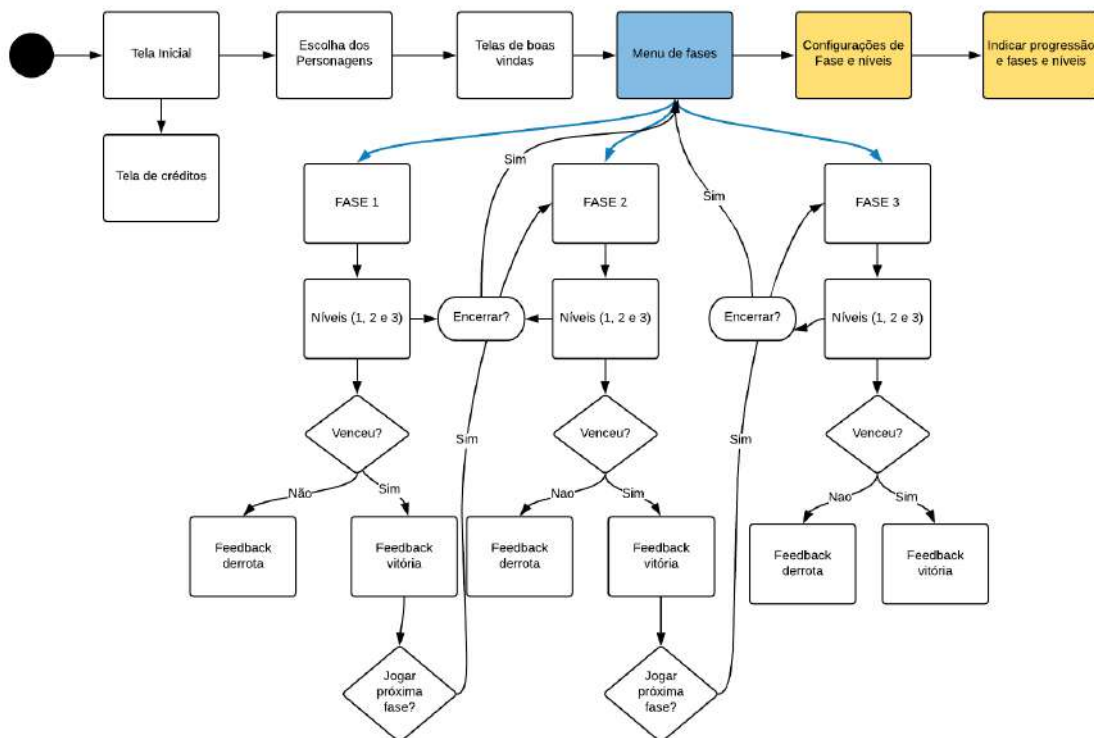 Tela Inicial
Escolha dos
Personagens
Telas de boas
vindas
Menu de fases
Configurações de
Fase e níveis
Indicar progressão
e fases e níveis
Tela de créditos
Sim
Sim
FASE 1
FASE 2
FASE 3
Níveis (1, 2 e 3)
Encerrar?
Níveis (1, 2 e 3)
Encerrar?
Níveis (1, 2 e 3)
Venceu?
Sim
Venceu?
Sim
Venceu?
Não
Sim
Nao
Sim
Nao
Sim
Feedback
derrota
Feedback
vitória
Feedback
derrota
Feedback
vitória
Feedback
derrota
Feedback
vitória
Jogar
próxima
fase?
Jogar
próxima
fase?